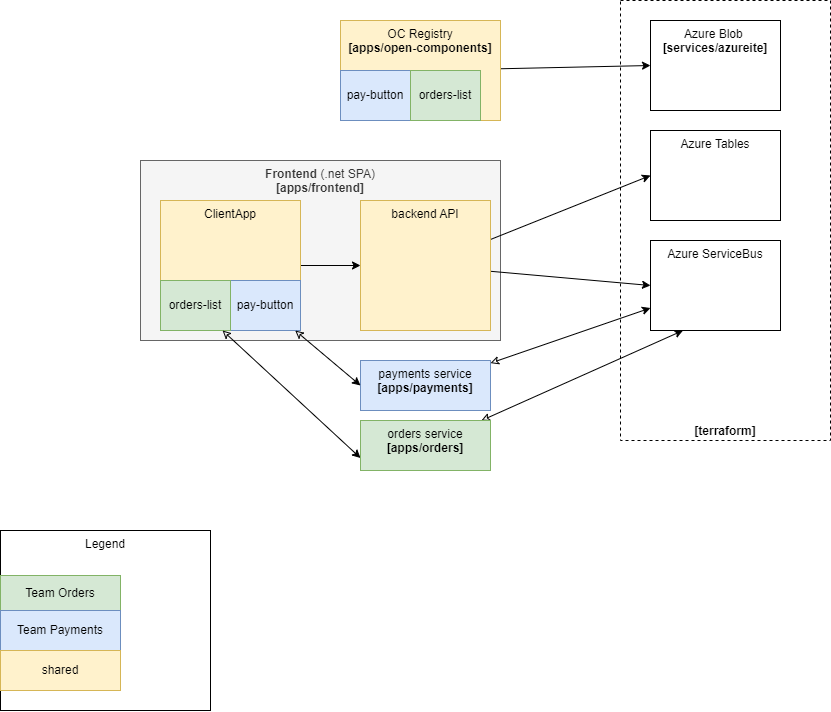 OC Registry
[apps/open-components]
pay-button
orders-list
Azure Blob
[services/azureite]
Azure Tables
Azure ServiceBus
[terraform]
Frontend (.net SPA)
[apps/frontend]
ClientApp
backend API
orders-list
pay-button
payments service
[apps/payments]
orders service
[apps/orders]
Legend
Team Orders
Team Payments
shared